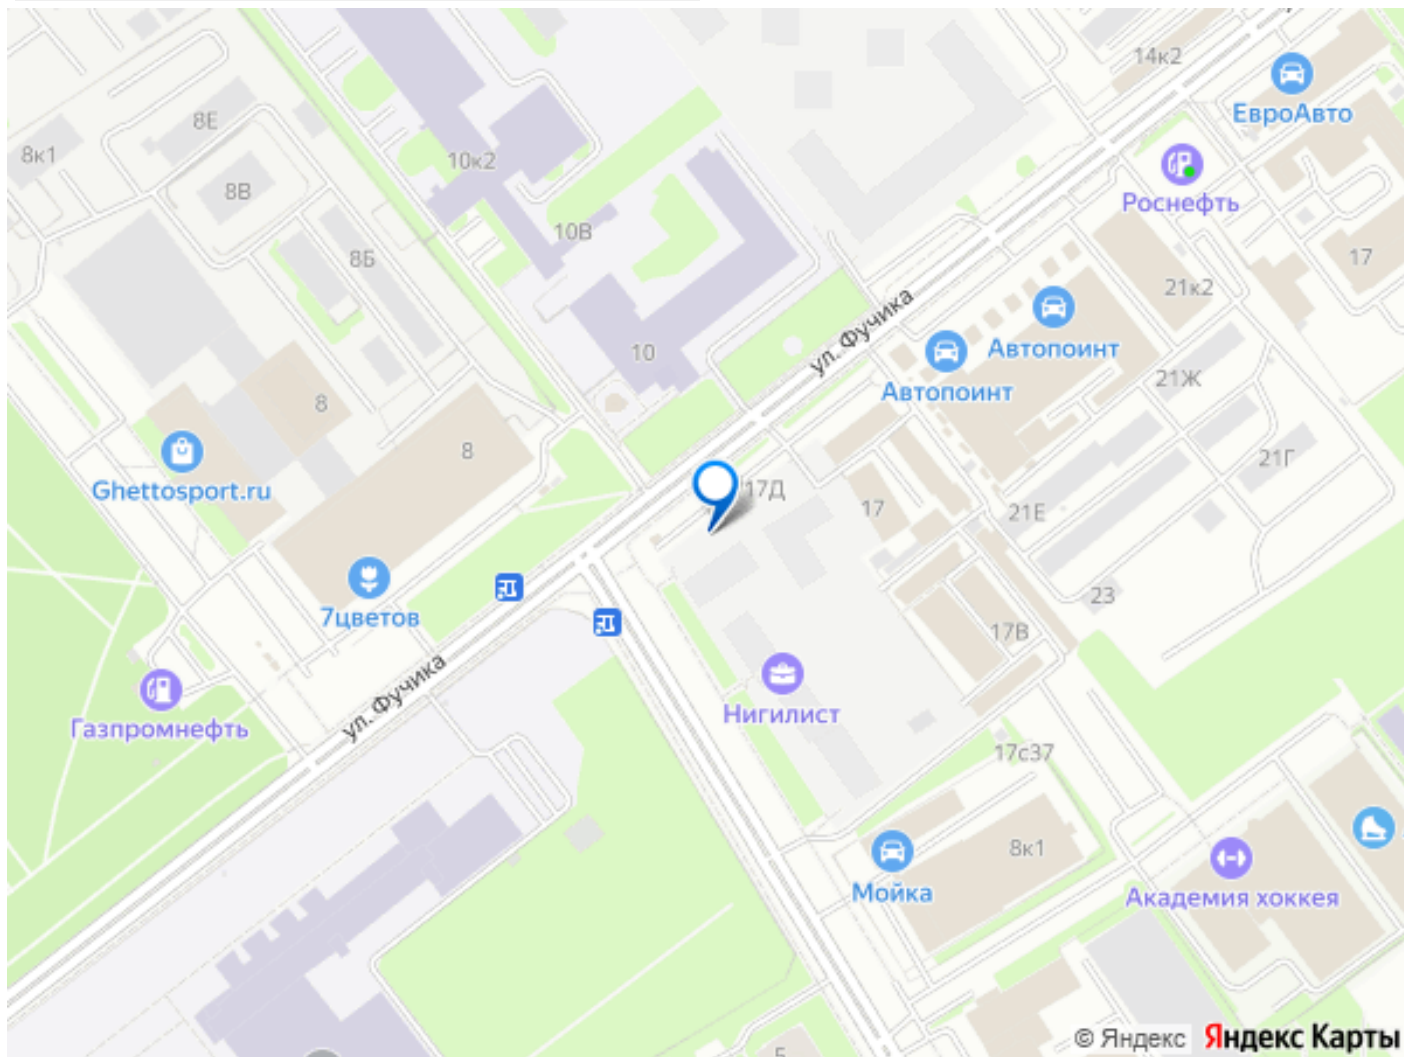 14к2
ЕвроАвто
8Е
8к1
10к2
8В
Роснефть
10В
8Б
17
21к2
ул. Фучика
Автопоинт
10
Автопоинт
21Ж
8
8
21Г
Ghettosport.ru
17Д
17
21Е
7цветов
23
17В
ул. Фучика
Нигилист
Газпромнефть
17с37
8к1
Мойка
Академия хоккея
5
© Яндекс Яндекс Карты